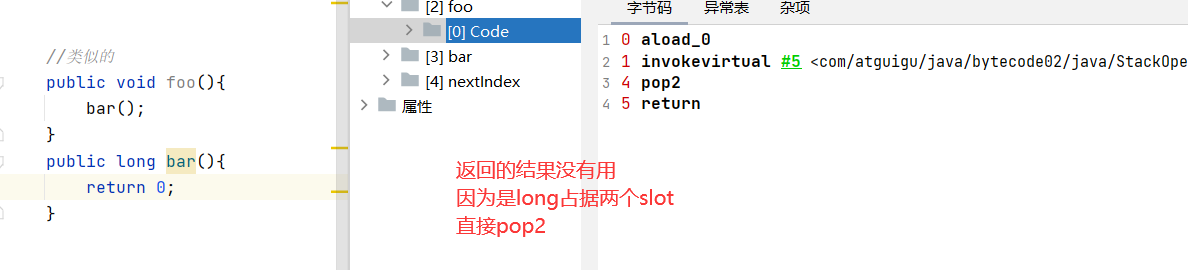 //类似的
public void foo(){
bar();
}
public long bar(){
return 0;
}
[2] foo
[0] Code
[3] bar
[4] nextIndex
属性
返回的结果没有用
因为是long占据两个slot
直接pop2
字节码 异常表 杂项
1 0 aload_0
2 1 invokevirtual #5 <com/atguigu/java/bytecode02/java/StackOpe
3 4 pop2
4 5 return